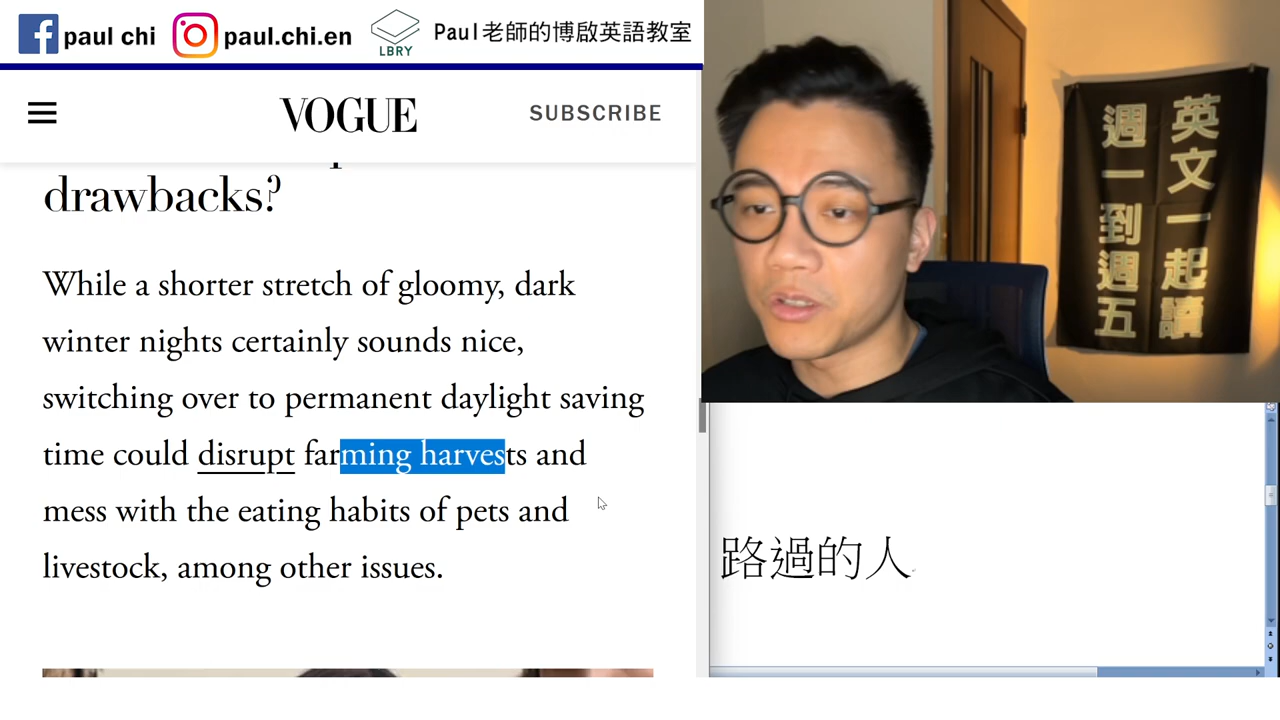 paul chi
paul.chi.en
LBRY
Paul老師的博啟英語教室
VOGUE
SUBSCRIBE
drawbacks?
While a shorter stretch of gloomy, dark
winter nights certainly sounds nice,
switching over to permanent daylight saving
time could disrupt farming harvests and
mess with the eating habits of pets and
livestock, among other issues.
英文一起讀
週一到週五
路過的人